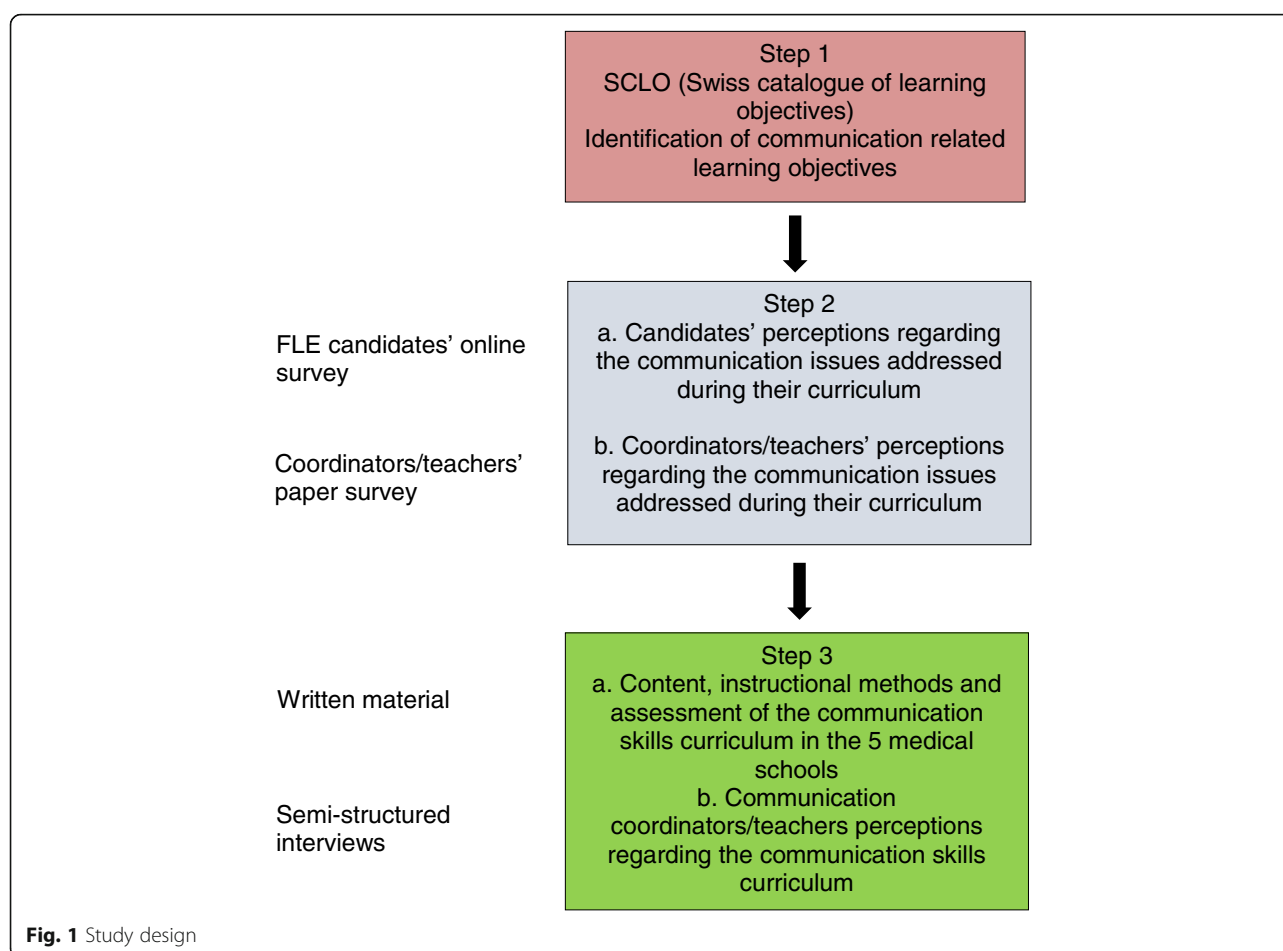 Step 1
SCLO (Swiss catalogue of learning
objectives)
Identification of communication related
learning objectives
FLE candidates’ online
survey
Coordinators/teachers’
paper survey
Step 2
a. Candidates’ perceptions regarding
the communication issues addressed
during their curriculum
b. Coordinators/teachers’ perceptions
regarding the communication issues
addressed during their curriculum
Written material
Semi-structured
interviews
Step 3
a. Content, instructional methods and
assessment of the communication
skills curriculum in the 5 medical
schools
b. Communication
coordinators/teachers perceptions
regarding the communication skills
curriculum
Fig. 1 Study design